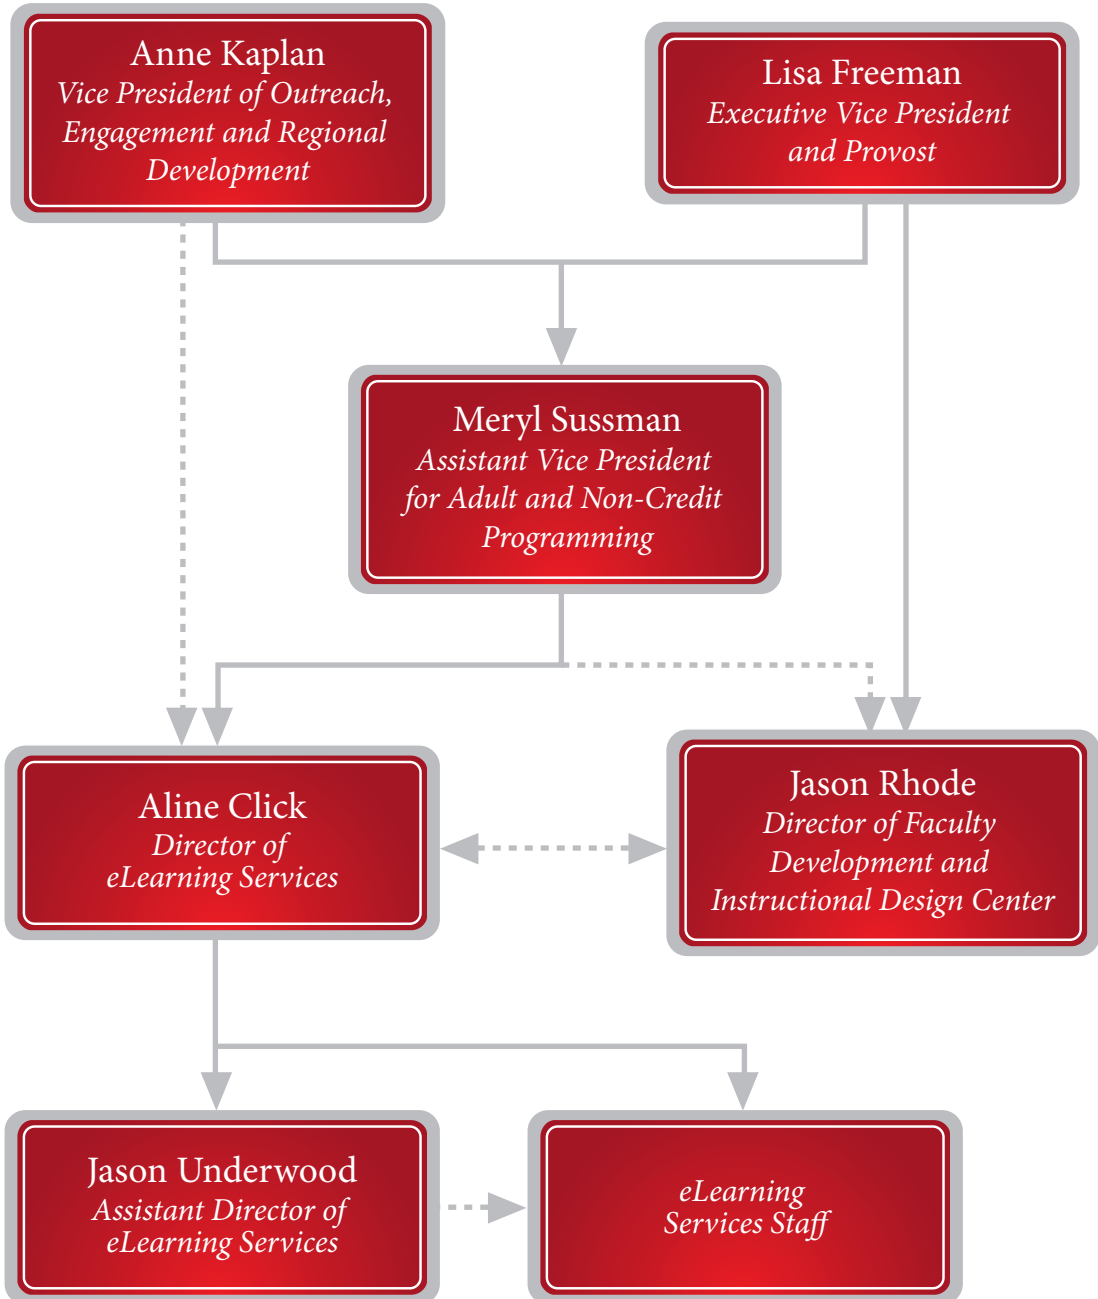 Anne Kaplan
Vice President of Outreach,
Engagement and Regional
Development
Lisa Freeman
Executive Vice President
and Provost
Meryl Sussman
Assistant Vice President
for Adult and Non-Credit
Programming
Aline Click
Director of
eLearning Services
Jason Rhode
Director of Faculty
Development and
Instructional Design Center
Jason Underwood
Assistant Director of
eLearning Services
eLearning
Services Staff